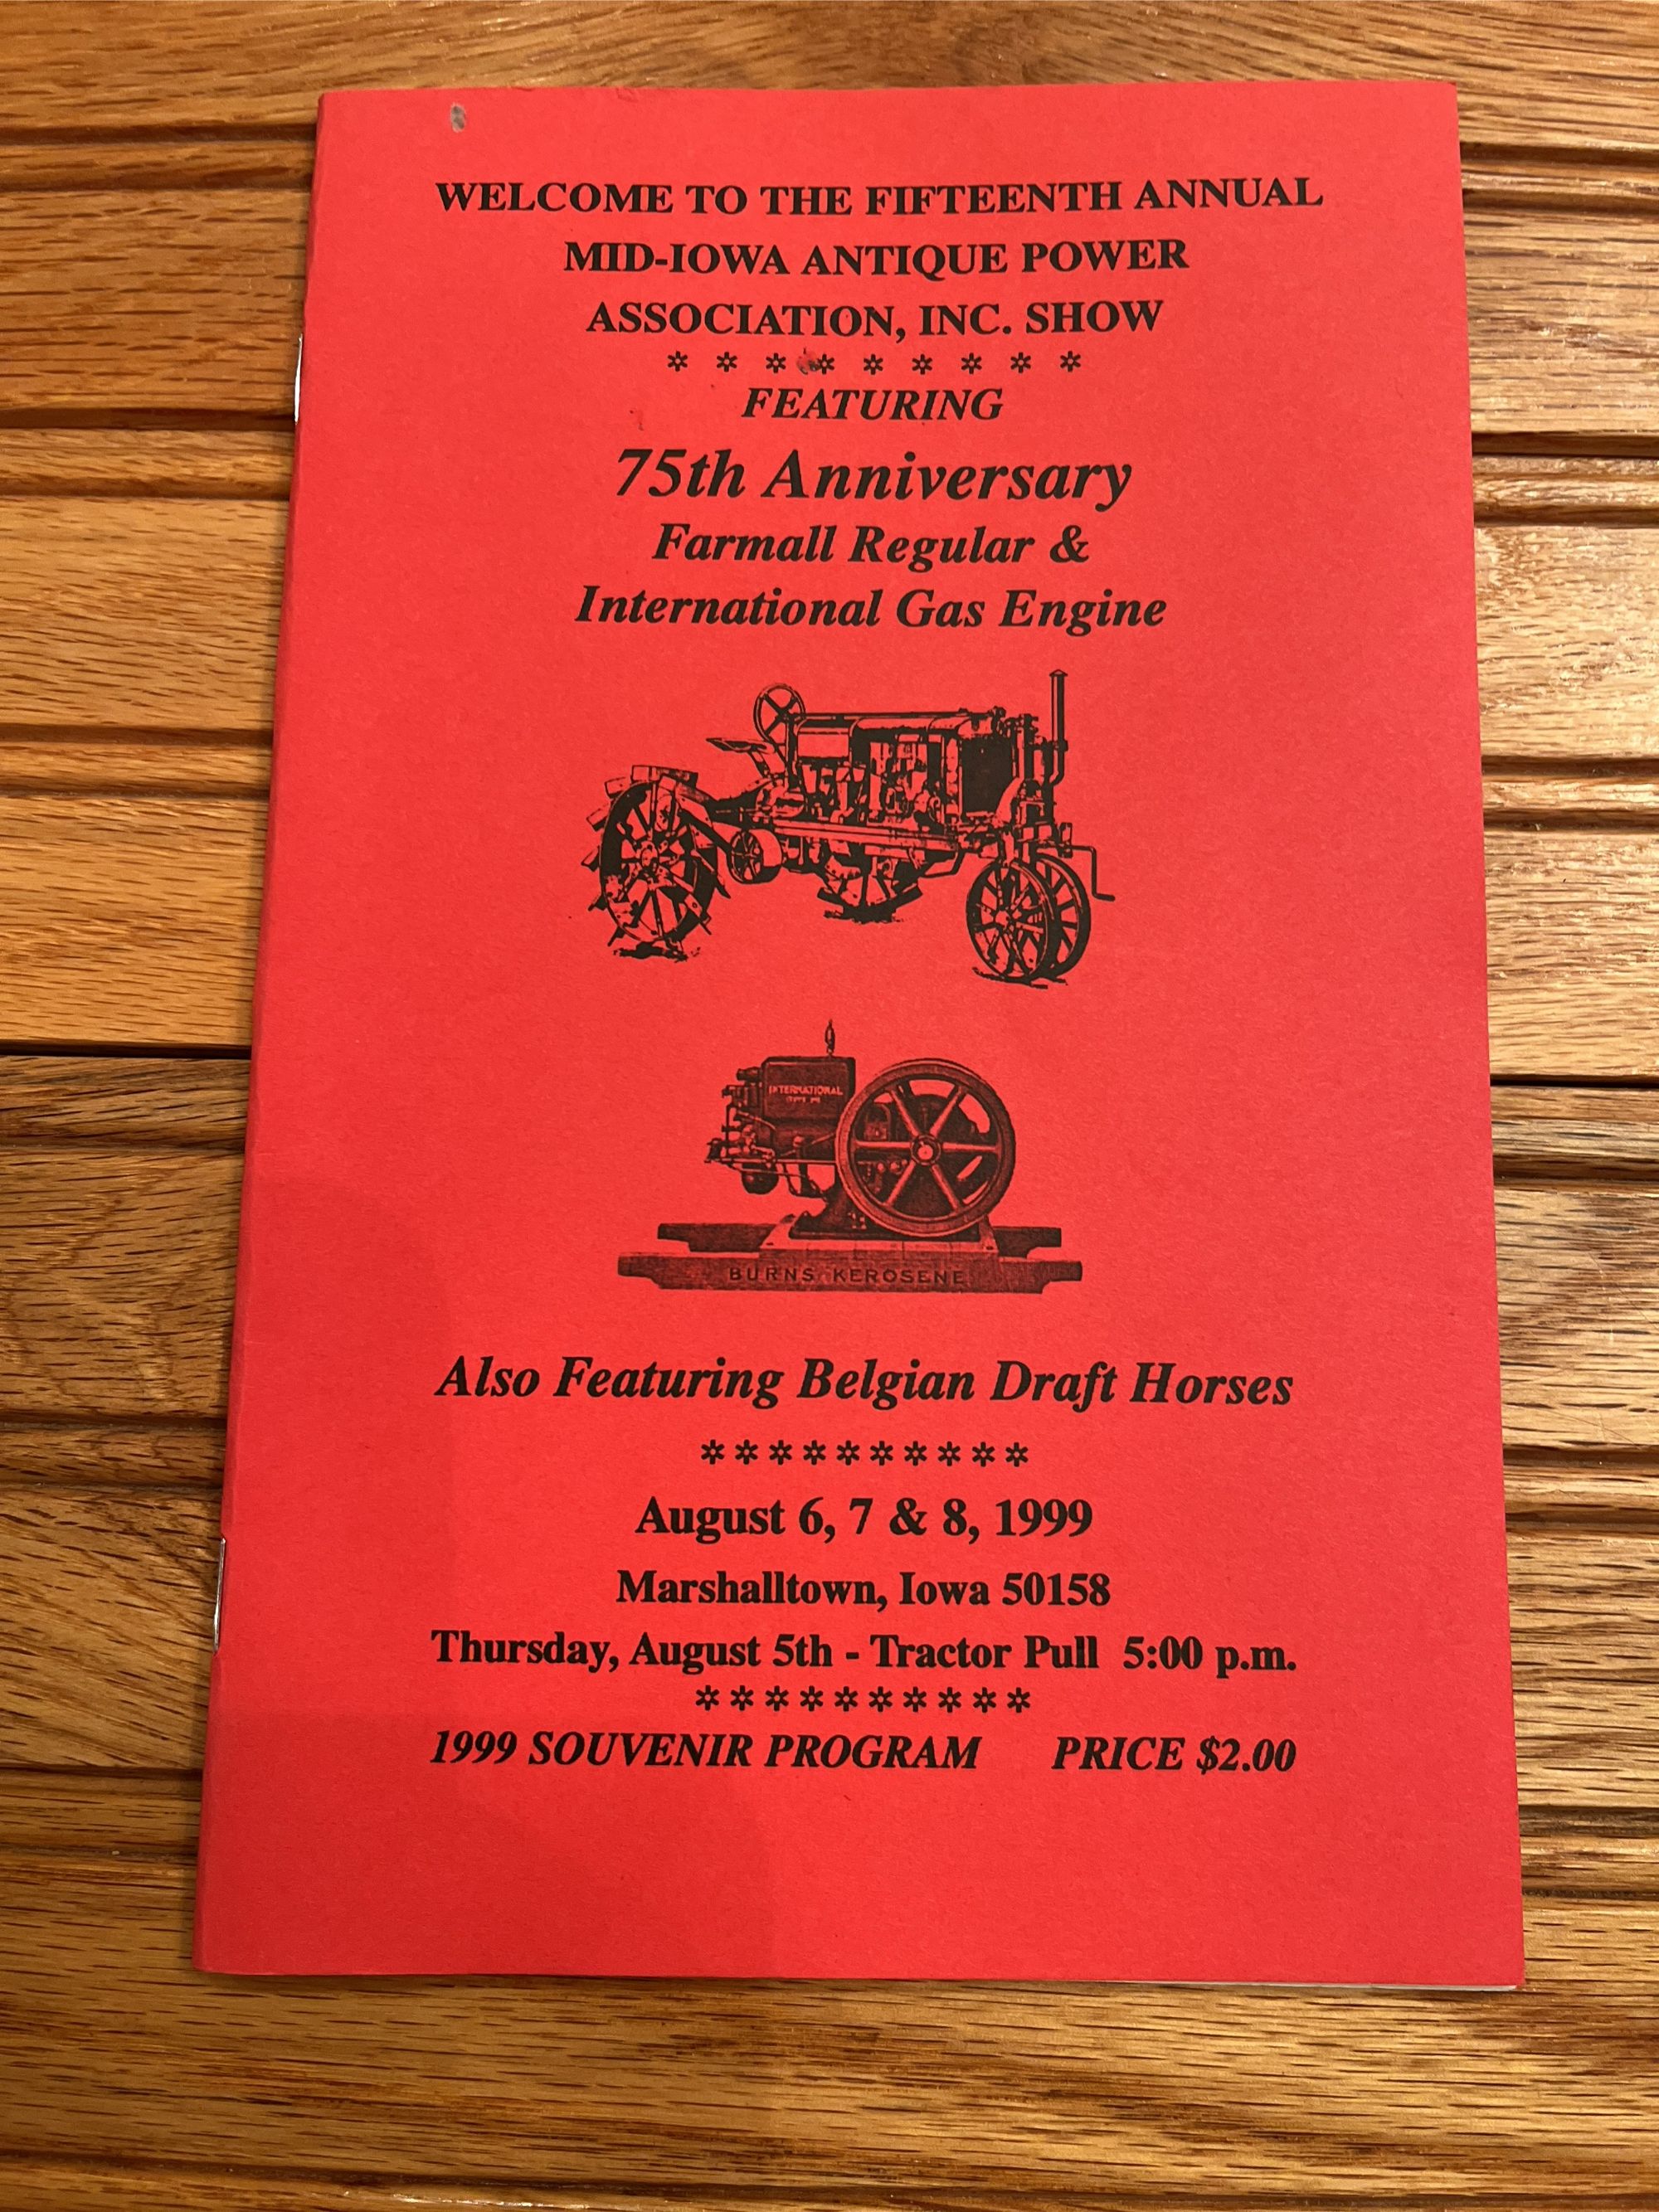 WELCOME TO THE FIFTEENTH ANNUAL
MID-IOWA ANTIQUE POWER
ASSOCIATION, INC. SHOW
* * * * * * * * *
FEATURING
75th Anniversary
Farmall Regular &
International Gas Engine
INTERNATIONAL
BURNS KEROSENE
Also Featuring Belgian Draft Horses
* * * * * * * * * *
August 6, 7 & 8, 1999
Marshalltown, Iowa 50158
Thursday, August 5th - Tractor Pull 5:00 p.m.
* * * * * * * * * *
1999 SOUVENIR PROGRAM PRICE $2.00